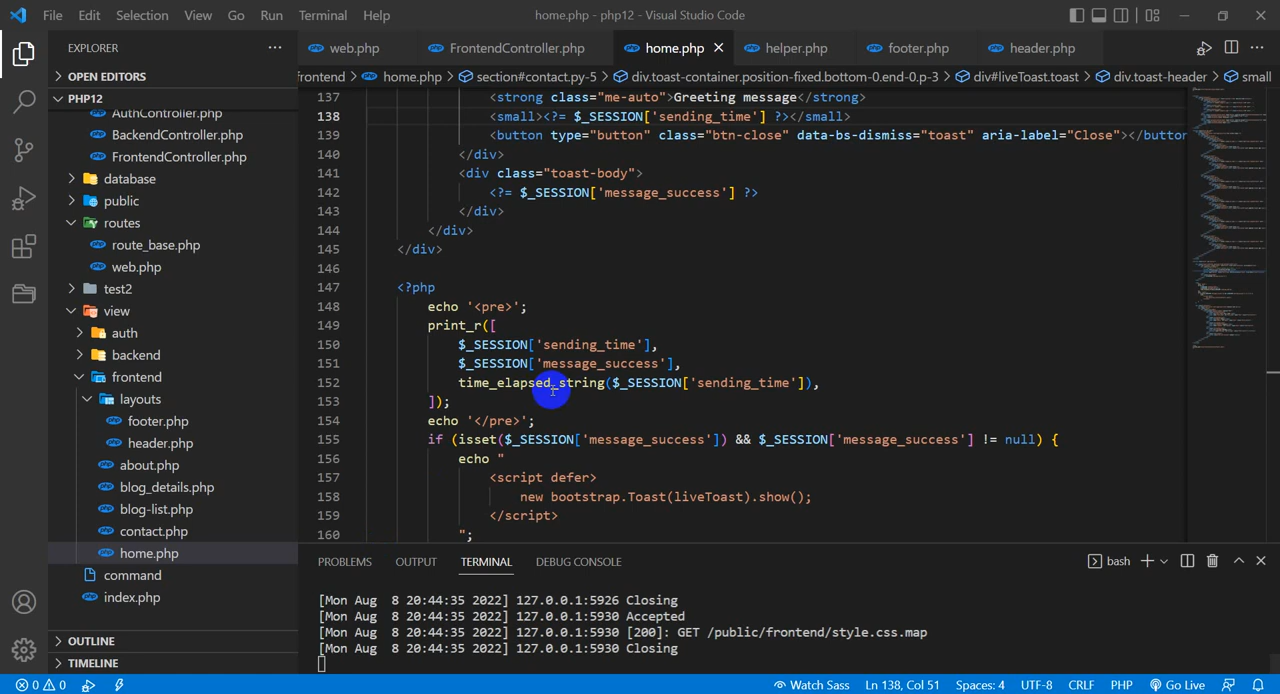 File Edit Selection View Go Run Terminal Help
home.php - php12 - Visual Studio Code
EXPLORER
web.php FrontendController.php home.php helper.php footer.php header.php
OPEN EDITORS
frontend > home.php > section#contact.py-5 > div.toast-container.position-fixed.bottom-0.end-0.p-3 > div#liveToast.toast > div.toast-header > small
PHP12
AuthController.php
BackendController.php
FrontendController.php
database
public
routes
route_base.php
web.php
test2
view
auth
backend
frontend
layouts
footer.php
header.php
about.php
blog_details.php
blog-list.php
contact.php
home.php
command
index.php
OUTLINE
TIMELINE
137 <strong class="me-auto">Greeting message</strong>
138 <small><?= $_SESSION['sending_time'] ?></small>
139 <button type="button" class="btn-close" data-bs-dismiss="toast" aria-label="Close"></button
140 </div>
141 <div class="toast-body">
142 <?= $_SESSION['message_success'] ?>
143 </div>
144 </div>
145 </div>
146
147 <?php
148 echo '<pre>';
149 print_r([
150 $_SESSION['sending_time'],
151 $_SESSION['message_success'],
152 time_elapsed_string($_SESSION['sending_time']),
153 ]);
154 echo '</pre>';
155 if (isset($_SESSION['message_success']) && $_SESSION['message_success'] != null) {
156 echo "
157 <script defer>
158 new bootstrap.Toast(liveToast).show();
159 </script>
160 ";
PROBLEMS OUTPUT TERMINAL DEBUG CONSOLE
bash
[Mon Aug  8 20:44:35 2022] 127.0.0.1:5926 Closing
[Mon Aug  8 20:44:35 2022] 127.0.0.1:5930 Accepted
[Mon Aug  8 20:44:35 2022] 127.0.0.1:5930 [200]: GET /public/frontend/style.css.map
[Mon Aug  8 20:44:35 2022] 127.0.0.1:5930 Closing
0 0
Watch Sass Ln 138, Col 51 Spaces: 4 UTF-8 CRLF PHP Go Live